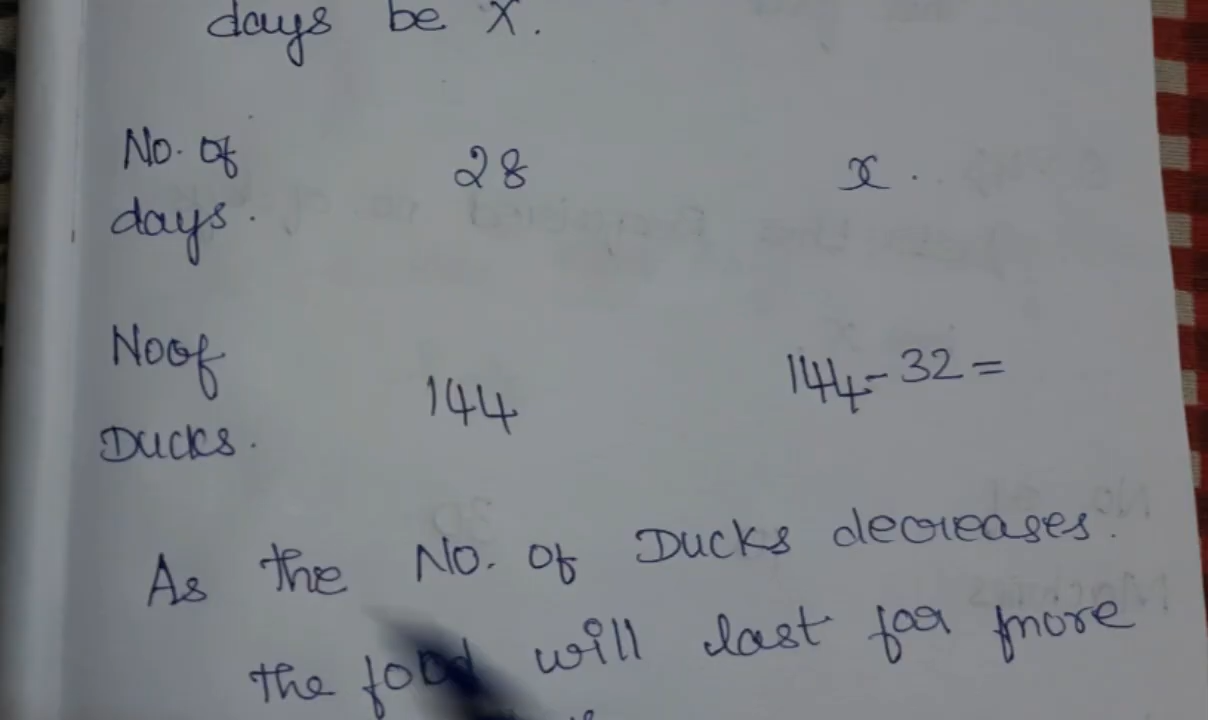 days be x.
No. of 28 x.
days.
No of
144 144 - 32 =
Ducks.
As the No. of Ducks decreases.
the food will last for more